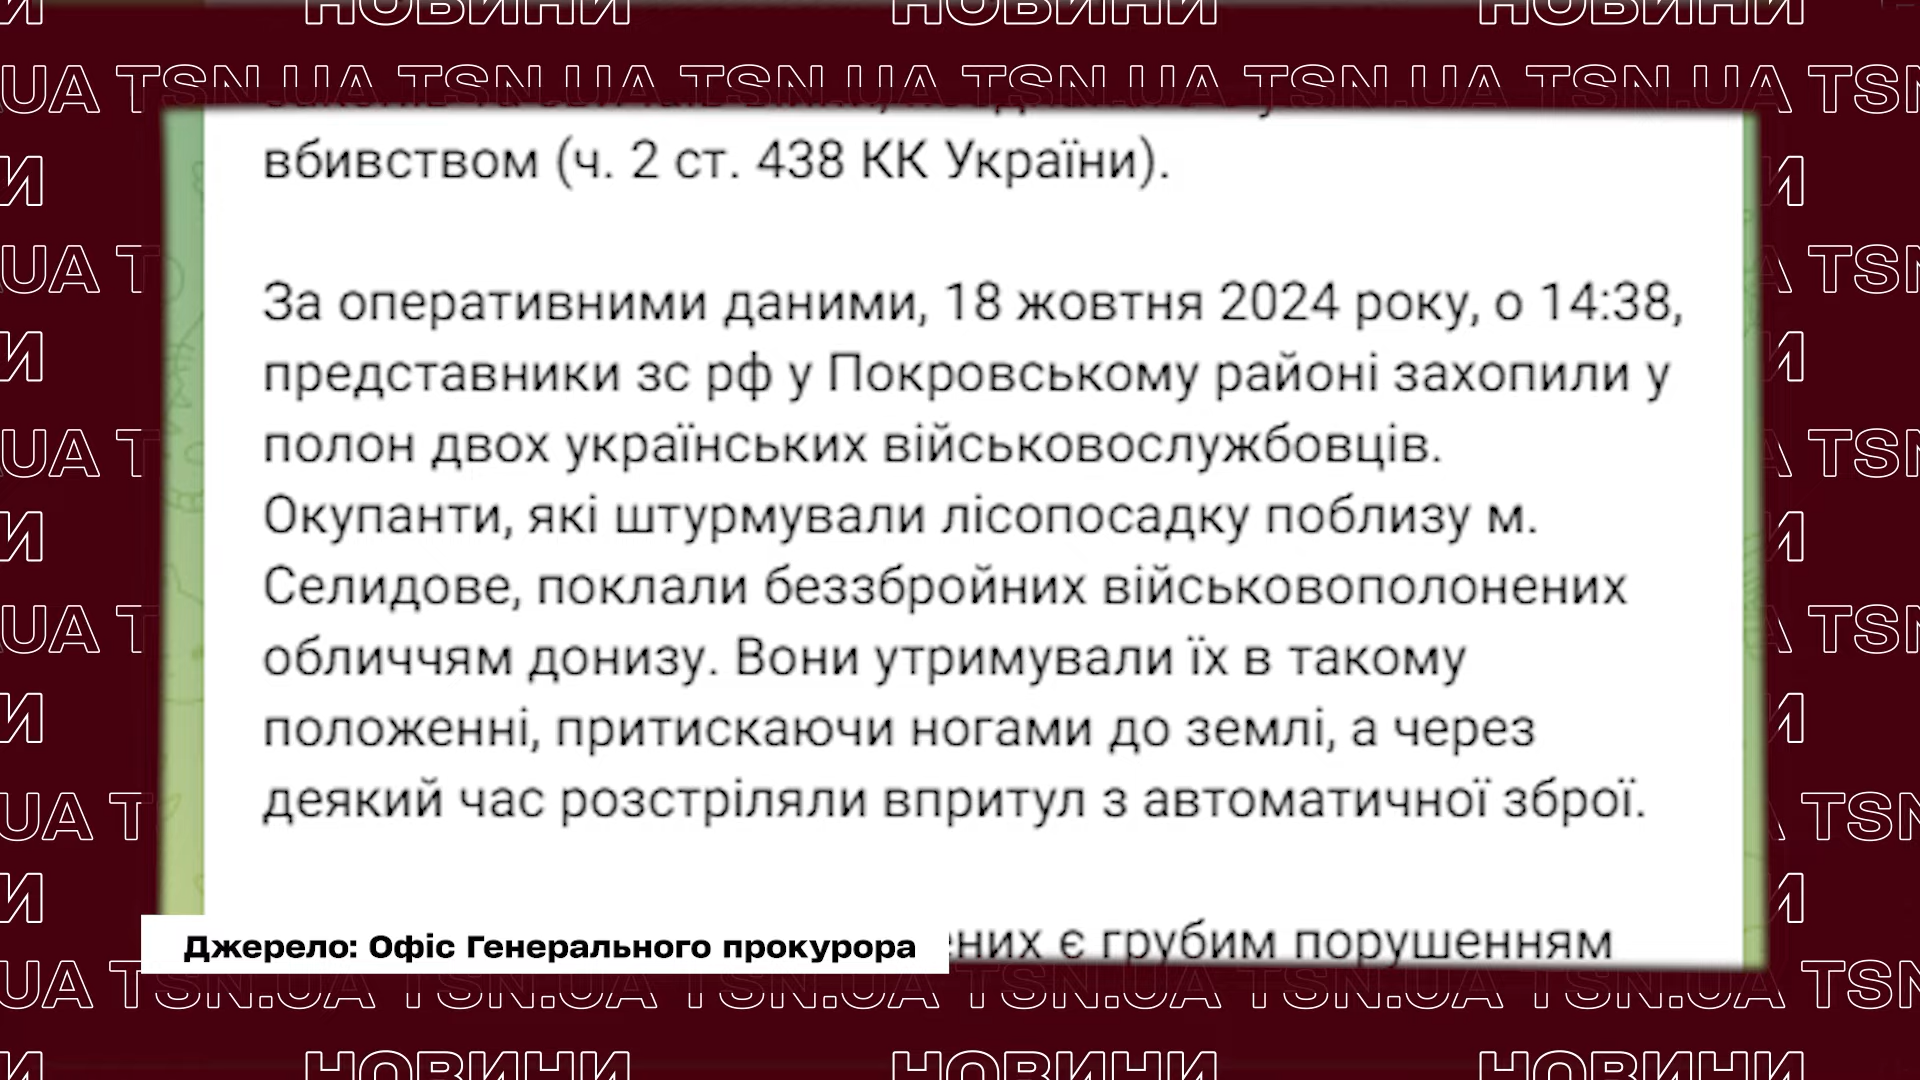 НОВИНИ НОВИНИ НОВИНИ
.UA TSN.UA TSN.UA TSN.UA TSN.UA TSN.UA TSN.UA TSN
вбивством (ч. 2 ст. 438 КК України).
За оперативними даними, 18 жовтня 2024 року, о 14:38,
представники зс рф у Покровському районі захопили у
полон двох українських військовослужбовців.
Окупанти, які штурмували лісопосадку поблизу м.
Селидове, поклали беззбройних військовополонених
обличчям донизу. Вони утримували їх в такому
положенні, притискаючи ногами до землі, а через
деякий час розстріляли впритул з автоматичної зброї.
є грубим порушенням
Джерело: Офіс Генерального прокурора
UA TSN.UA TSN.UA TSN.UA TSN.UA TSN.UA TSN.UA TSN
НОВИНИ НОВИНИ НОВИНИ